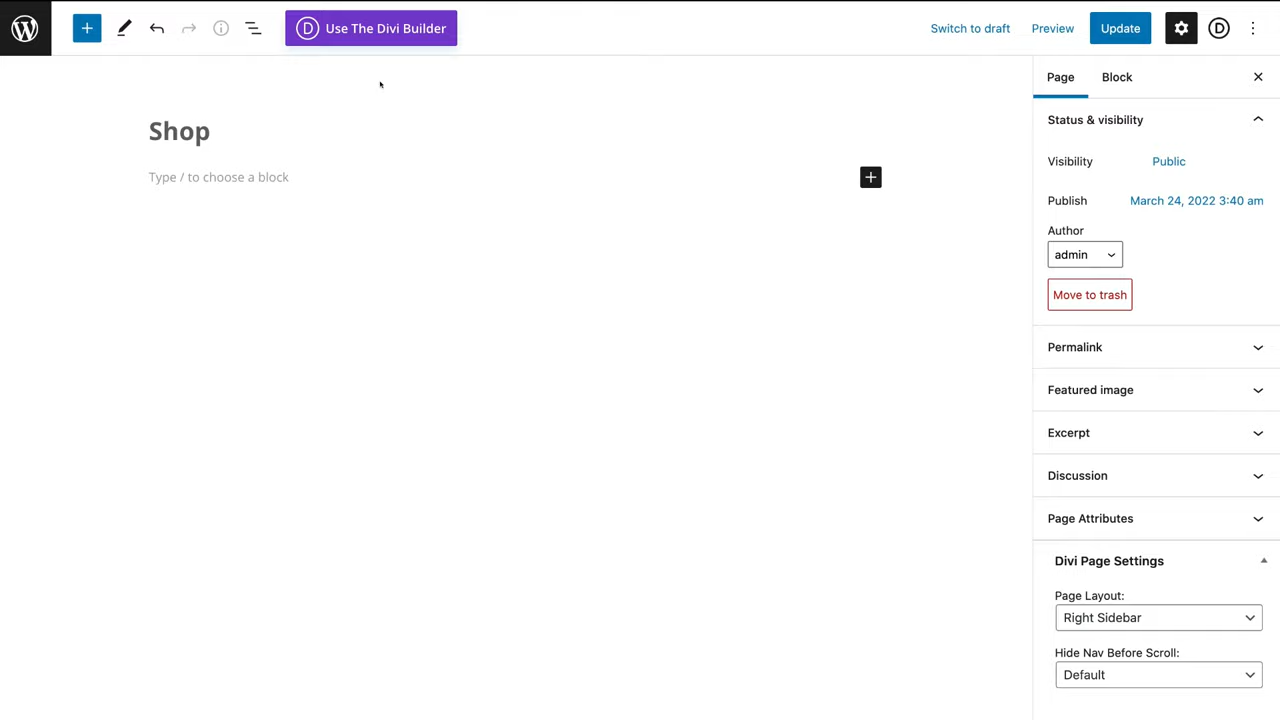 D Use The Divi Builder
Switch to draft
Preview
Update
D
Page
Block
Shop
Type / to choose a block
Status & visibility
Visibility
Public
Publish
March 24, 2022 3:40 am
Author
admin
Move to trash
Permalink
Featured image
Excerpt
Discussion
Page Attributes
Divi Page Settings
Page Layout:
Right Sidebar
Hide Nav Before Scroll:
Default